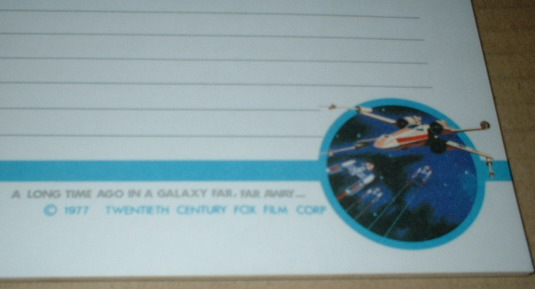 A LONG TIME AGO IN A GALAXY FAR, FAR AWAY...
© 1977 TWENTIETH CENTURY FOX FILM CORP